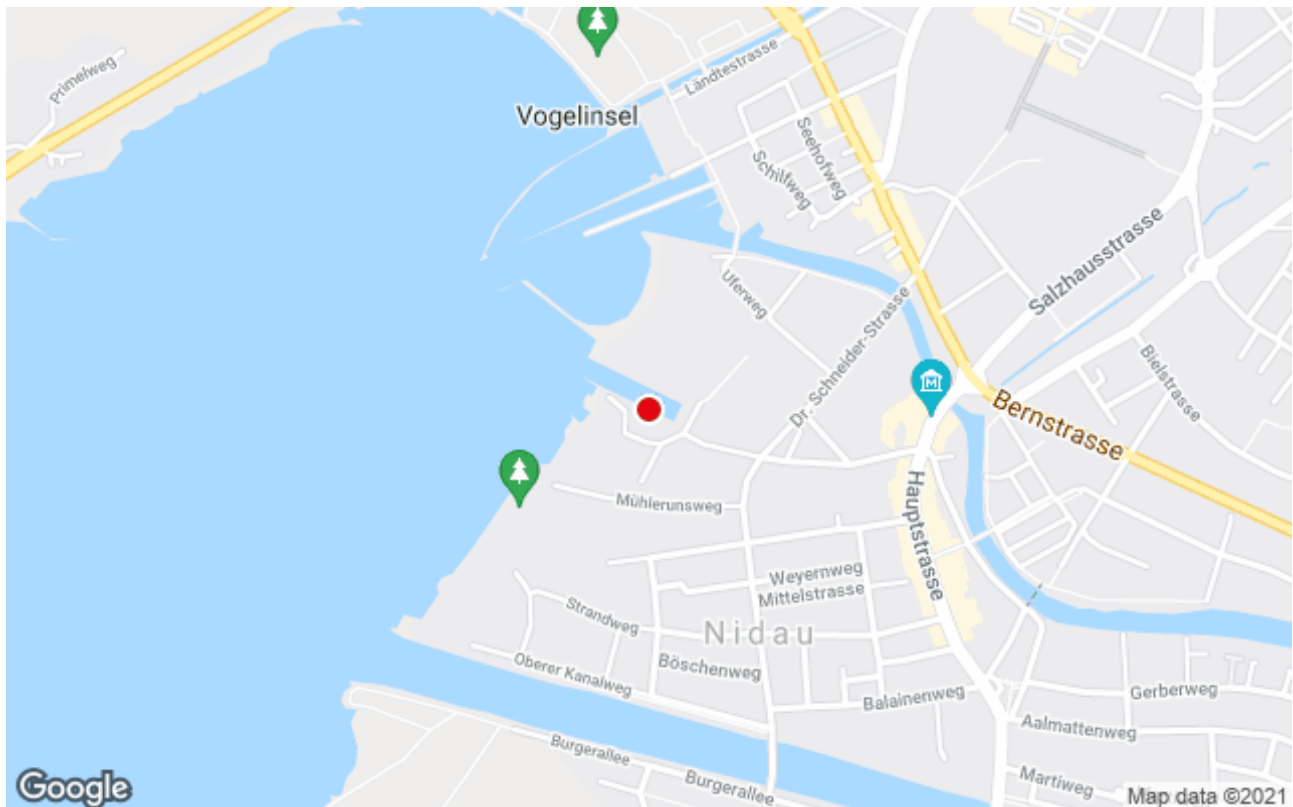 Primelweg
Ländtestrasse
Vogelinsel
Seehofweg
Schilfweg
Salzhausstrasse
Uferweg
Dr. Schneider-Strasse
Bielstrasse
Bernstrasse
Hauptstrasse
Mühlerunsweg
Weyernweg
Mittelstrasse
Strandweg
Nidau
Böschenweg
Oberer Kanalweg
Balainenweg
Gerberweg
Aalmattenweg
Burgerallee
Burgerallee
Martiweg
Google
Map data ©2021